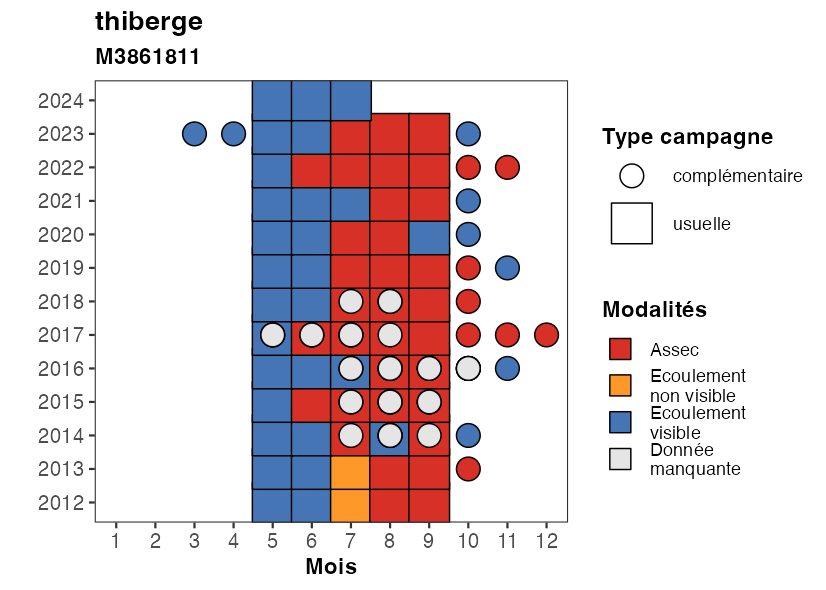 thiberge
M3861811
2024
2023
2022
2021
2020
2019
2018
2017
2016
2015
2014
2013
2012
1 2 3 4 5 6 7 8 9 10 11 12
Mois
Type campagne
complémentaire
usuelle
Modalités
Assec
Ecoulement
non visible
Ecoulement
visible
Donnée
manquante